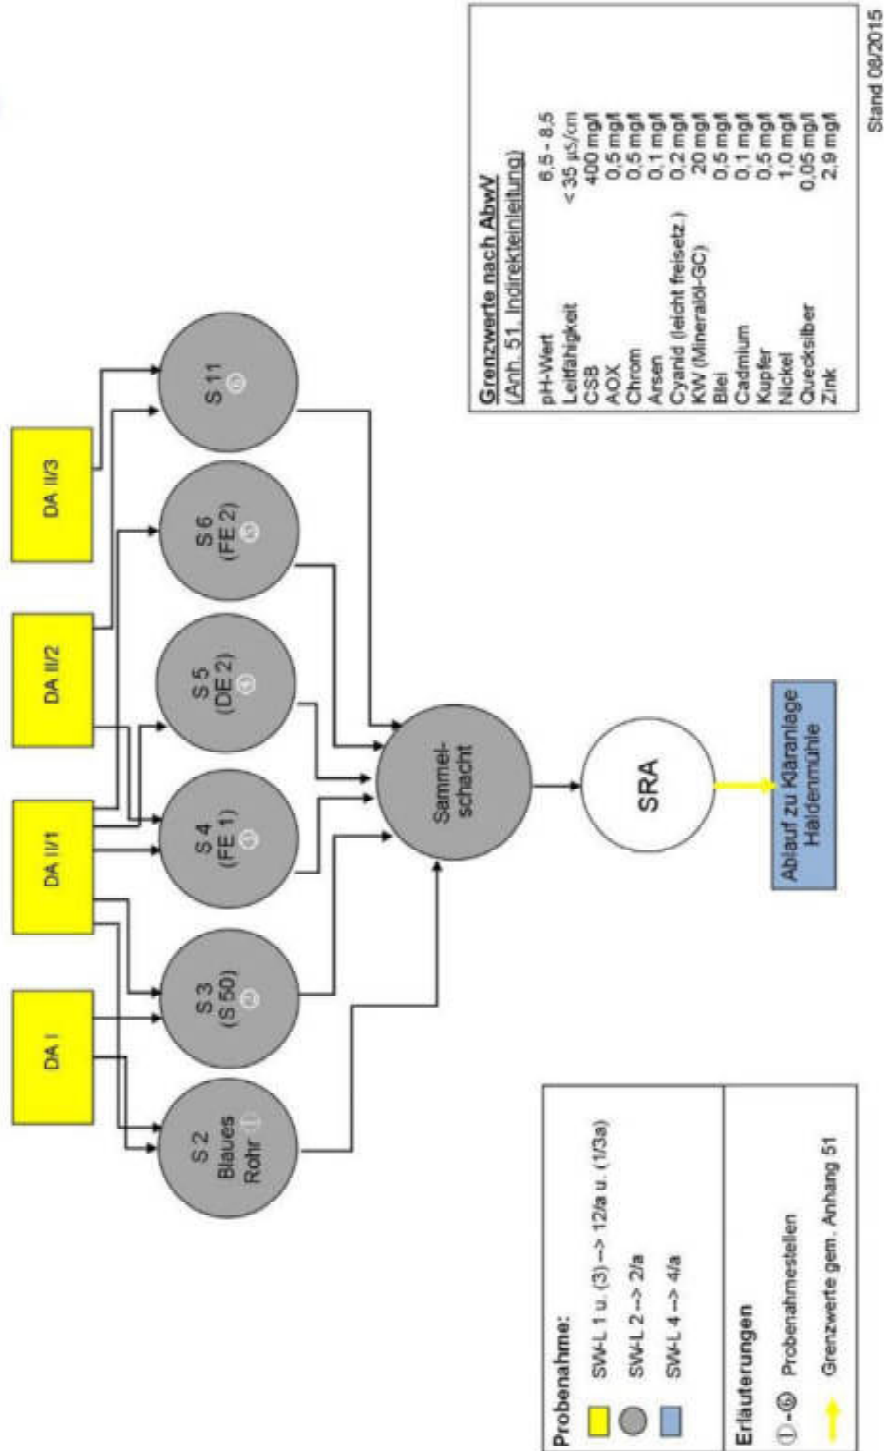 DA I
DA II/1
DA II/2
DA II/3
S 2
Blaues
Rohr ①
S 3
(S 50)
②
S 4
(FE 1)
③
S 5
(DE 2)
④
S 6
(FE 2)
⑤
S 11
⑥
Sammel-
schacht
SRA
Ablauf zu Kläranlage
Haldenmühle
Probenahme:
SW-L 1 u. (3) --> 12/a u. (1/3a)
SW-L 2 --> 2/a
SW-L 4 --> 4/a
Erläuterungen
①-⑥ Probenahmestellen
Grenzwerte gem. Anhang 51
Grenzwerte nach AbwV
(Anh. 51, Indirekteinleitung)
pH-Wert 6,5 - 8,5
Leitfähigkeit < 35 µS/cm
CSB 400 mg/l
AOX 0,5 mg/l
Chrom 0,5 mg/l
Arsen 0,1 mg/l
Cyanid (leicht freisetz.) 0,2 mg/l
KW (Mineralöl-GC) 20 mg/l
Blei 0,5 mg/l
Cadmium 0,1 mg/l
Kupfer 0,5 mg/l
Nickel 1,0 mg/l
Quecksilber 0,05 mg/l
Zink 2,9 mg/l
Stand 08/2015